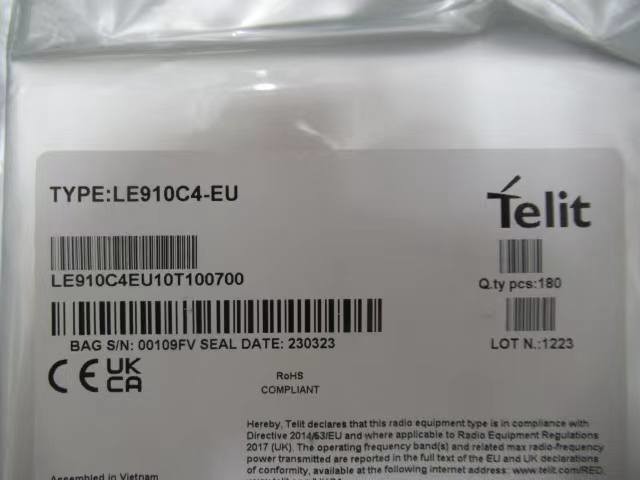 TYPE:LE910C4-EU
Telit
LE910C4EU10T100700
Q.ty pcs:180
BAG S/N: 00109FV SEAL DATE: 230323
LOT N.:1223
CE UK
CA
RoHS
COMPLIANT
Hereby, Telit declares that this radio equipment type is in compliance with
Directive 2014/53/EU and where applicable to Radio Equipment Regulations
2017 (UK). The operating frequency band(s) and related max radio-frequency
power transmitted are reported in the full text of the EU and UK declarations
of conformity, available at the following internet address: www.telit.com/RED,
Assembled in Vietnam